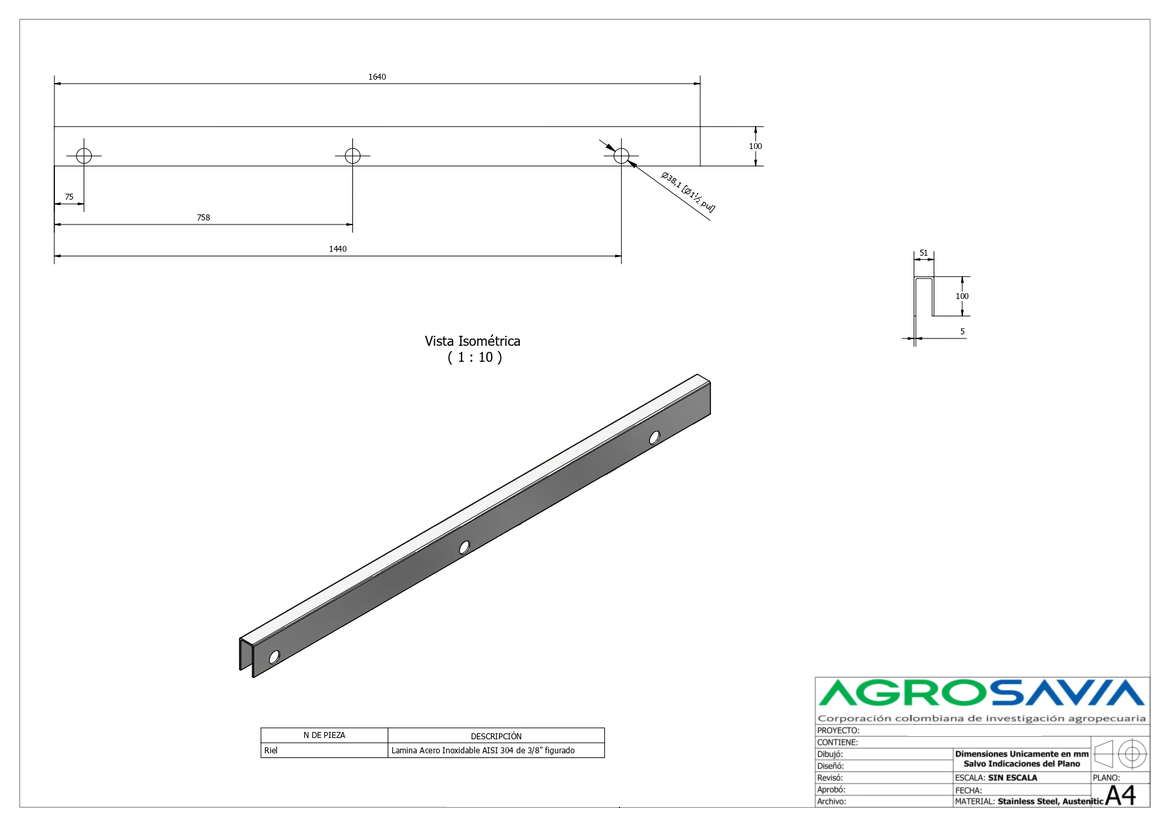 1640
100
75
758
1440
Ø38,1 [Ø1½ pul]
51
100
5
Vista Isométrica
( 1 : 10 )
N DE PIEZA DESCRIPCIÓN
Riel Lamina Acero Inoxidable AISI 304 de 3/8" figurado
AGROSAVIA
Corporación colombiana de investigación agropecuaria
PROYECTO:
CONTIENE:
Dibujó: Dimensiones Unicamente en mm
Diseñó: Salvo Indicaciones del Plano
Revisó: ESCALA: SIN ESCALA PLANO:
Aprobó: FECHA:
Archivo: MATERIAL: Stainless Steel, Austenitic A4